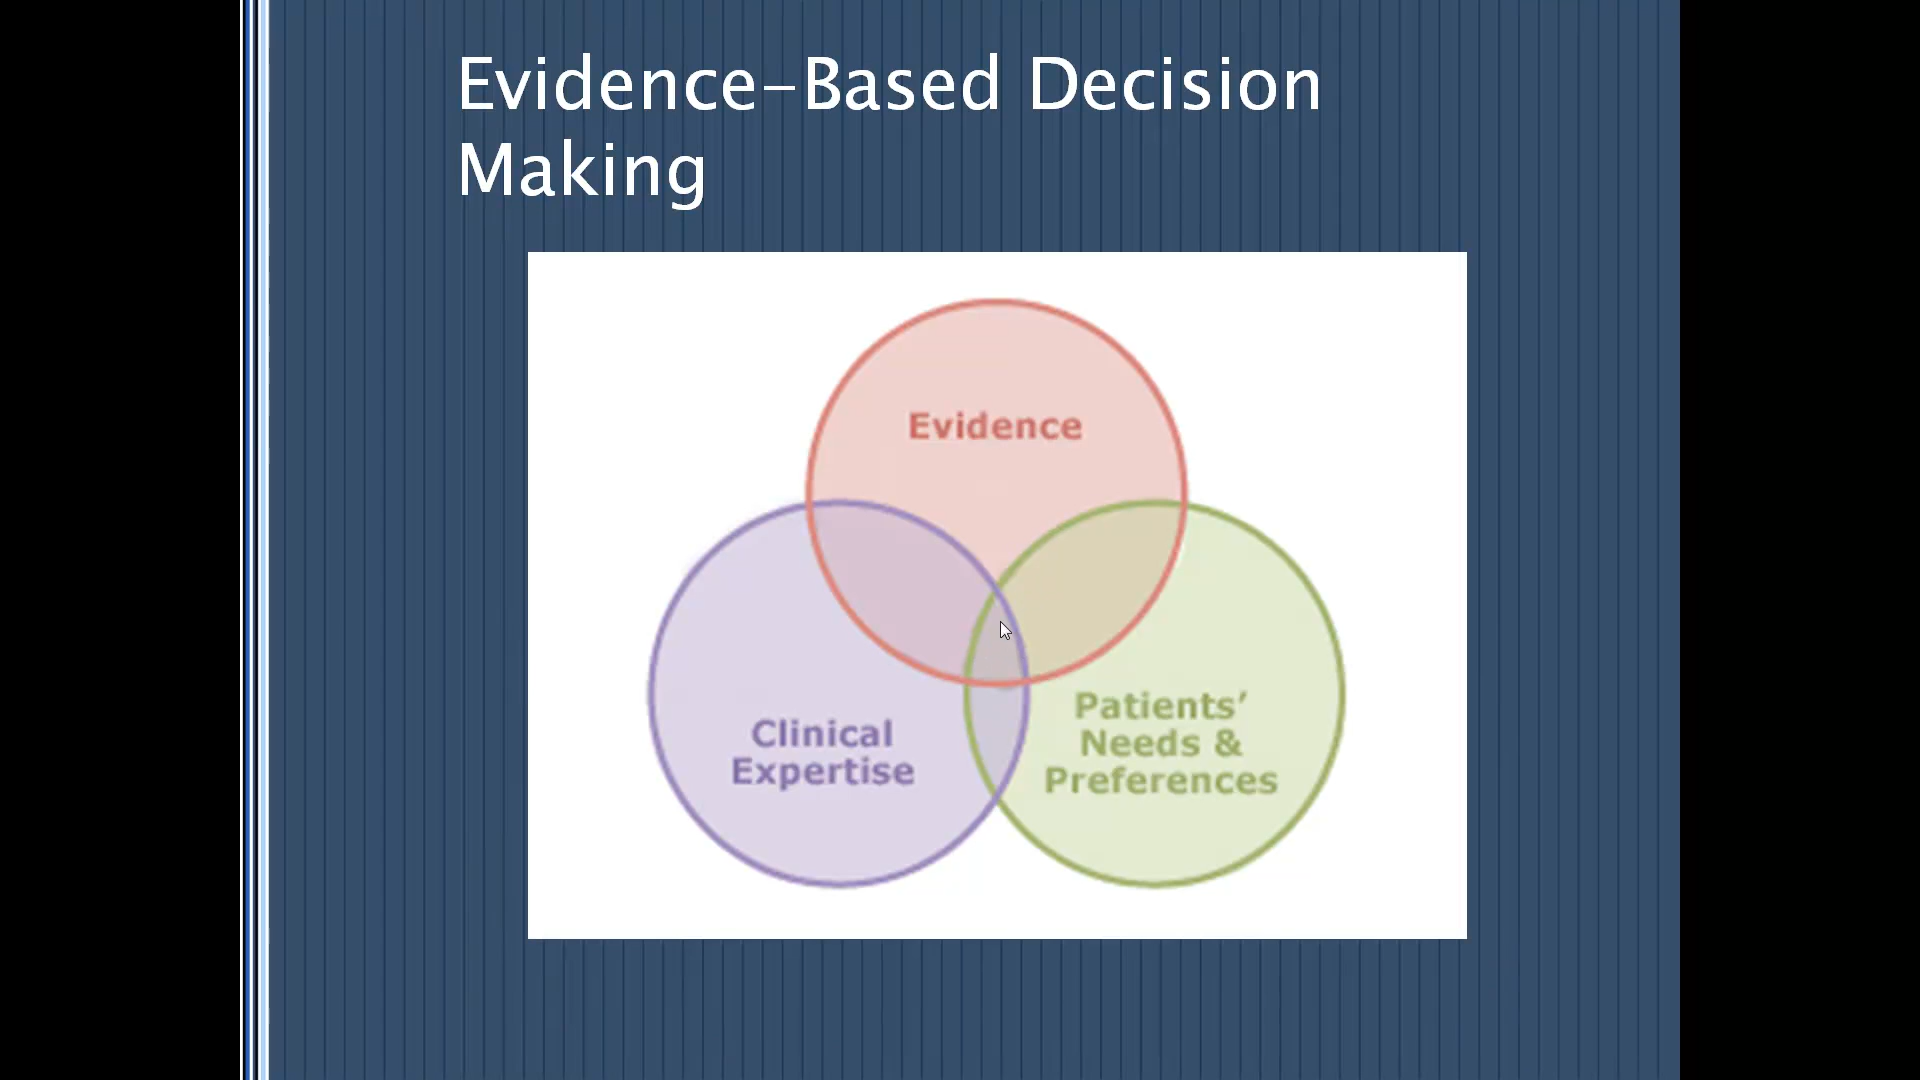 Evidence-Based Decision
Making
Evidence
Clinical
Expertise
Patients’
Needs &
Preferences